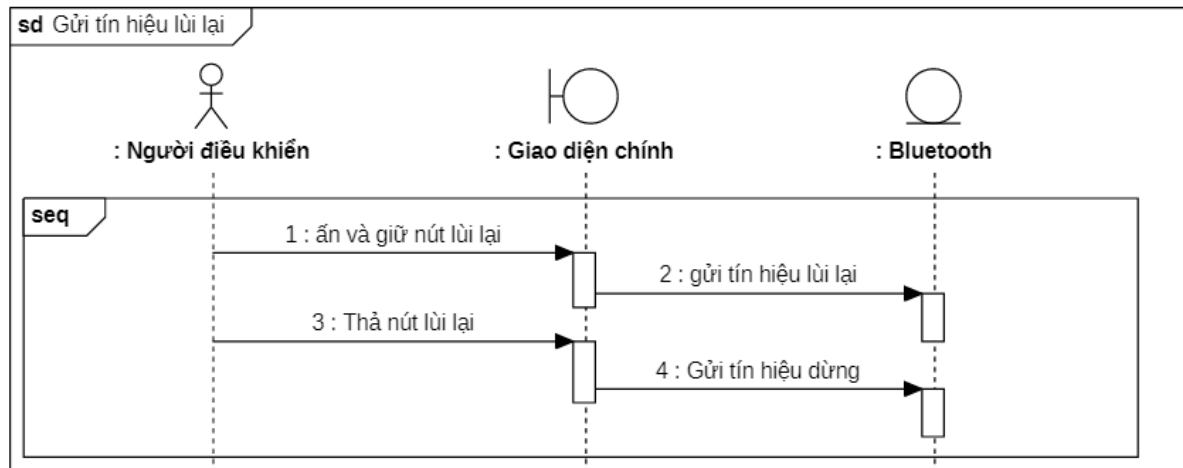 sd Gửi tín hiệu lùi lại
: Người điều khiển
: Giao diện chính
: Bluetooth
seq
1 : ấn và giữ nút lùi lại
2 : gửi tín hiệu lùi lại
3 : Thả nút lùi lại
4 : Gửi tín hiệu dừng